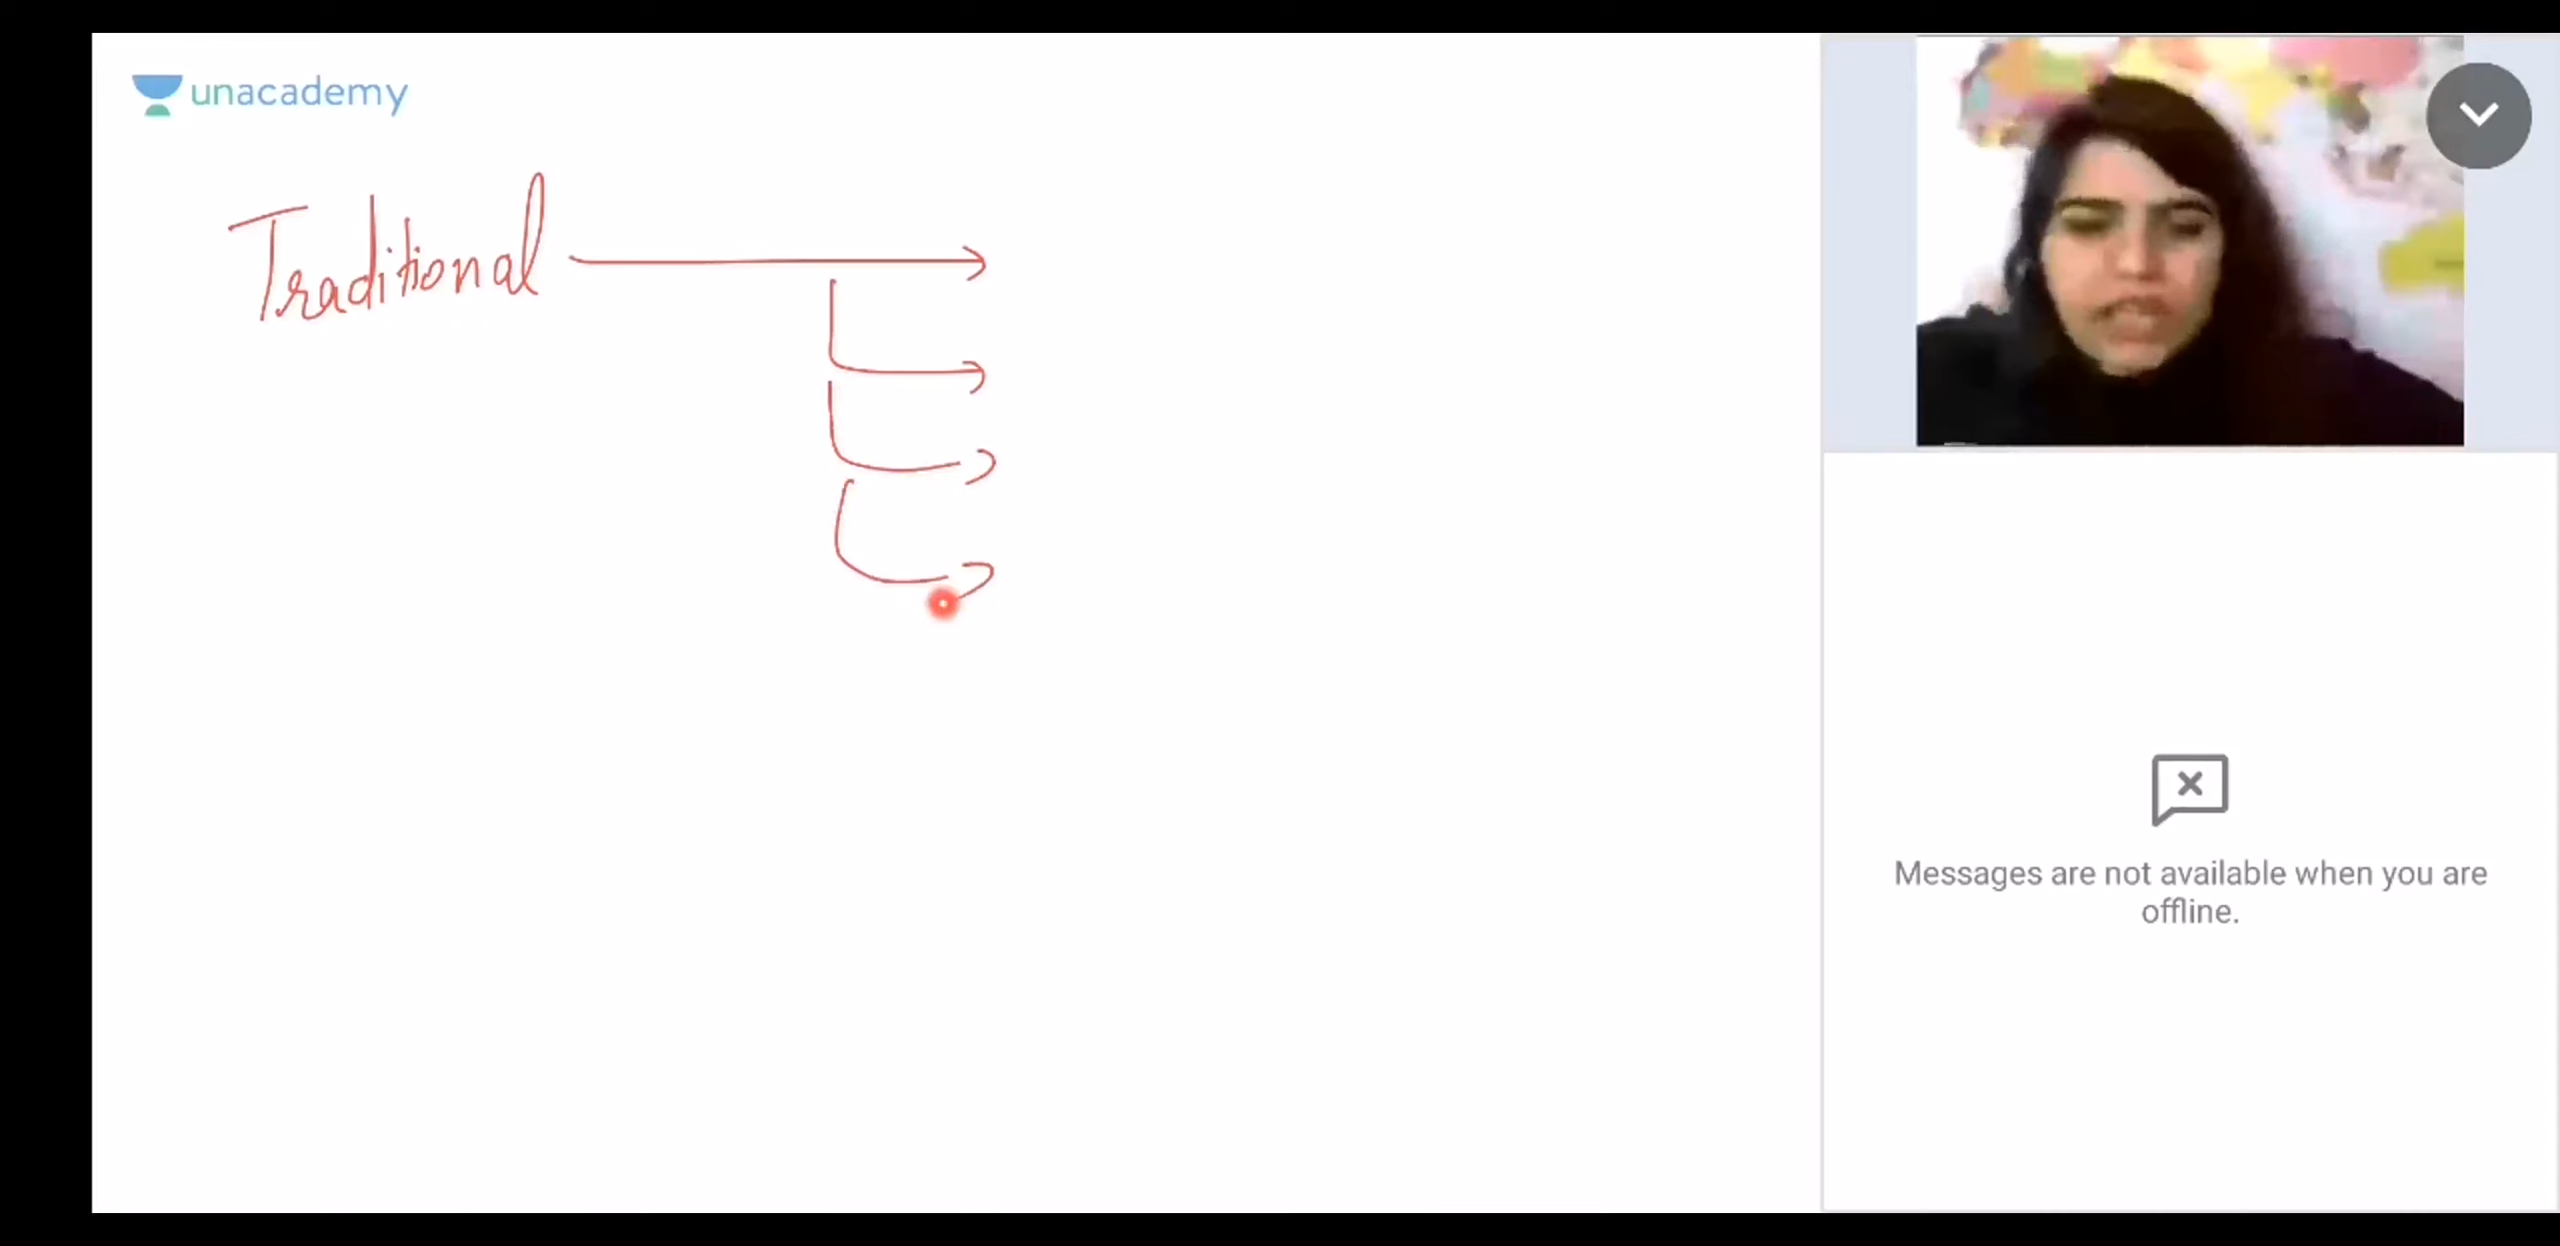 unacademy
Traditional
Messages are not available when you are
offline.